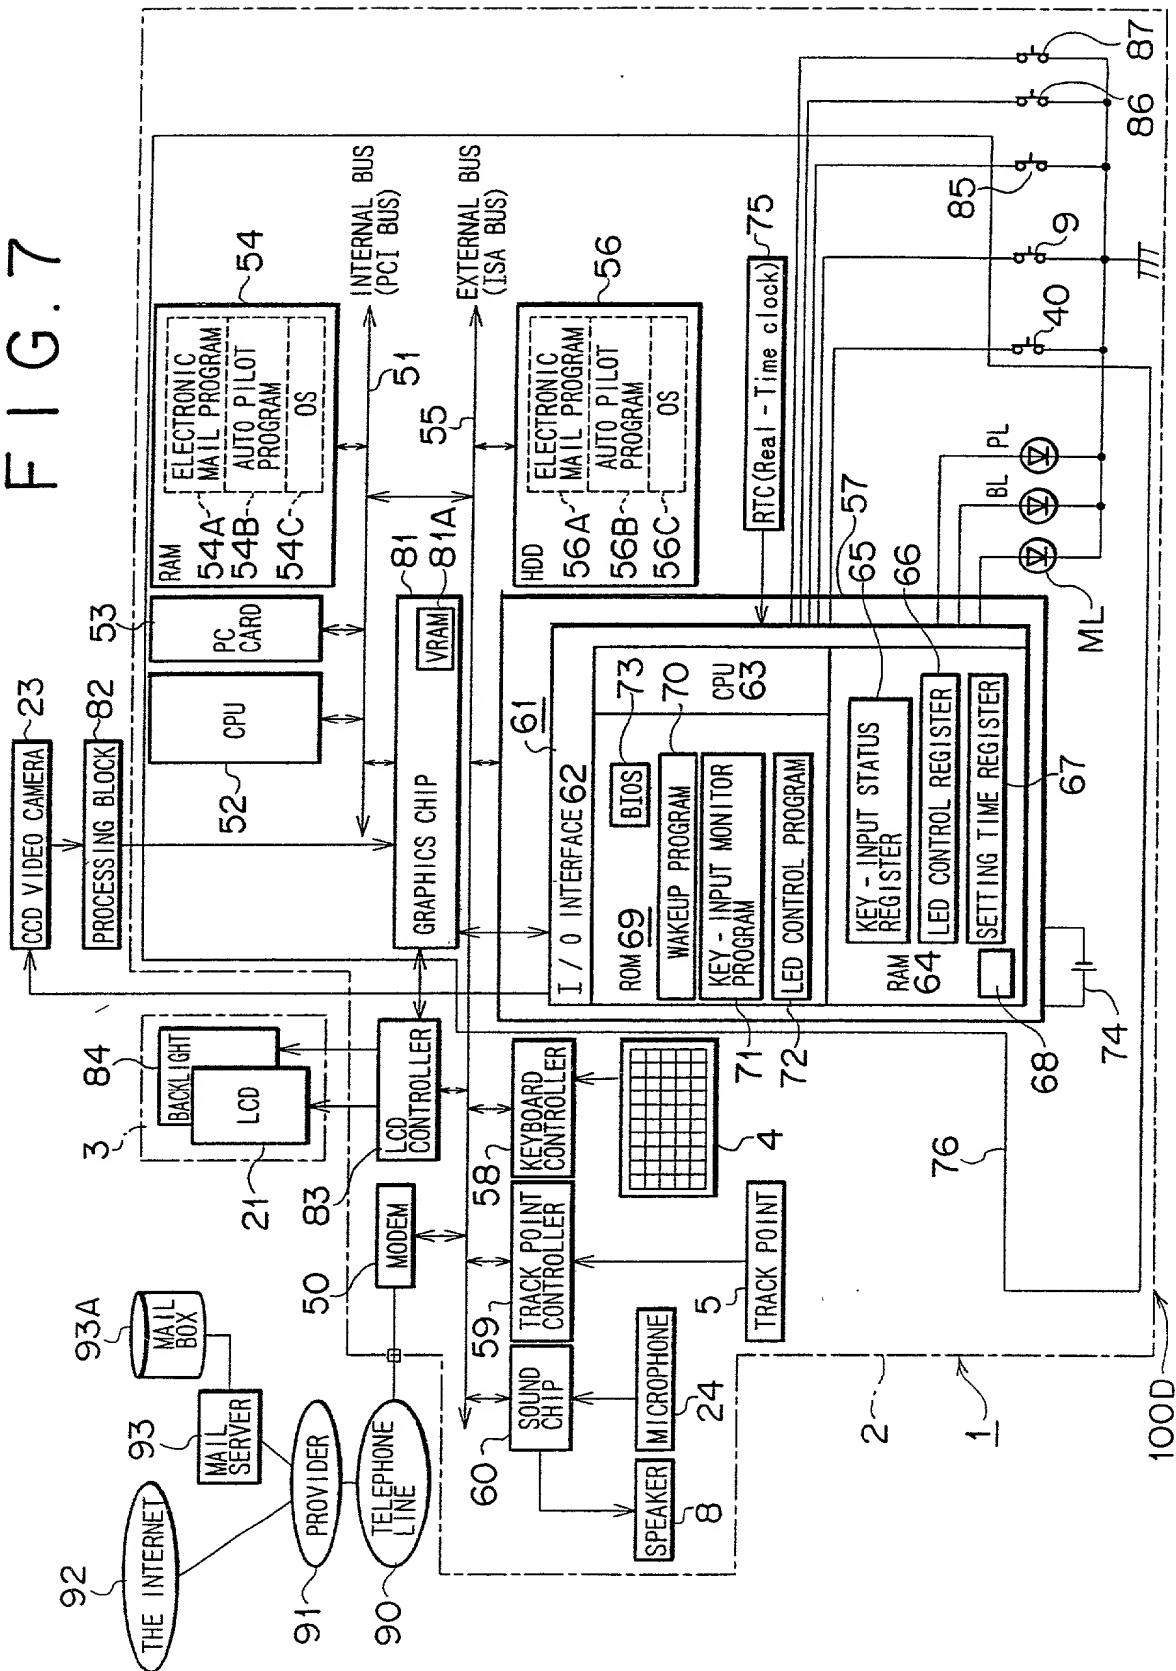 FIG. 7
THE INTERNET
92
93A
MAIL
BOX
93
MAIL
SERVER
PROVIDER
91
TELEPHONE
LINE
90
3
84
BACKLIGHT
LCD
21
LCD
CONTROLLER
83
MODEM
50
CCD VIDEO CAMERA
23
PROCESSING BLOCK
82
CPU
52
PC
CARD
53
RAM
54
54A
ELECTRONIC
MAIL PROGRAM
54B
AUTO PILOT
PROGRAM
54C
OS
INTERNAL BUS
(PCI BUS)
51
GRAPHICS CHIP
81
VRAM
81A
EXTERNAL BUS
(ISA BUS)
55
HDD
56
56A
ELECTRONIC
MAIL PROGRAM
56B
AUTO PILOT
PROGRAM
56C
OS
SOUND
CHIP
60
TRACK POINT
CONTROLLER
59
KEYBOARD
CONTROLLER
58
SPEAKER
8
MICROPHONE
24
TRACK POINT
5
4
I/O INTERFACE 62
61
57
ROM 69
BIOS
73
WAKEUP PROGRAM
70
KEY-INPUT MONITOR
PROGRAM
71
LED CONTROL PROGRAM
72
CPU
63
RAM
64
KEY-INPUT STATUS
REGISTER
65
LED CONTROL REGISTER
66
SETTING TIME REGISTER
67
68
74
RTC(Real-Time clock)
75
76
ML
BL
PL
40
9
85
86
87
2
1
100D